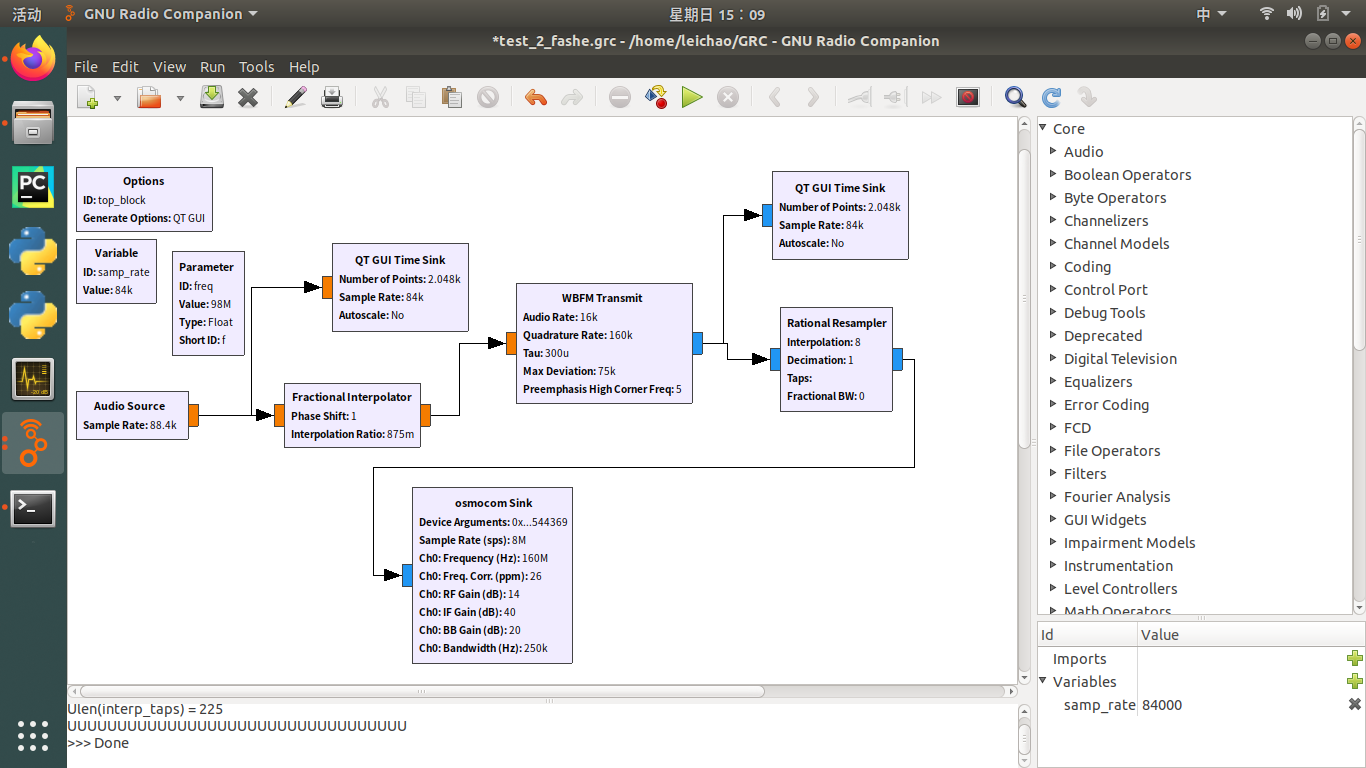 活动
GNU Radio Companion
星期日 15：09
中
*test_2_fashe.grc - /home/leichao/GRC - GNU Radio Companion
File Edit View Run Tools Help
Options
ID: top_block
Generate Options: QT GUI
Variable
ID: samp_rate
Value: 84k
Parameter
ID: freq
Value: 98M
Type: Float
Short ID: f
Audio Source
Sample Rate: 88.4k
QT GUI Time Sink
Number of Points: 2.048k
Sample Rate: 84k
Autoscale: No
Fractional Interpolator
Phase Shift: 1
Interpolation Ratio: 875m
WBFM Transmit
Audio Rate: 16k
Quadrature Rate: 160k
Tau: 300u
Max Deviation: 75k
Preemphasis High Corner Freq: 5
QT GUI Time Sink
Number of Points: 2.048k
Sample Rate: 84k
Autoscale: No
Rational Resampler
Interpolation: 8
Decimation: 1
Taps:
Fractional BW: 0
osmocom Sink
Device Arguments: 0x...544369
Sample Rate (sps): 8M
Ch0: Frequency (Hz): 160M
Ch0: Freq. Corr. (ppm): 26
Ch0: RF Gain (dB): 14
Ch0: IF Gain (dB): 40
Ch0: BB Gain (dB): 20
Ch0: Bandwidth (Hz): 250k
Core
Audio
Boolean Operators
Byte Operators
Channelizers
Channel Models
Coding
Control Port
Debug Tools
Deprecated
Digital Television
Equalizers
Error Coding
FCD
File Operators
Filters
Fourier Analysis
GUI Widgets
Impairment Models
Instrumentation
Level Controllers
Math Operators
Id Value
Imports
Variables
samp_rate 84000
Ulen(interp_taps) = 225
UUUUUUUUUUUUUUUUUUUUUUUUUUUUUUUUUU
>>> Done
PC